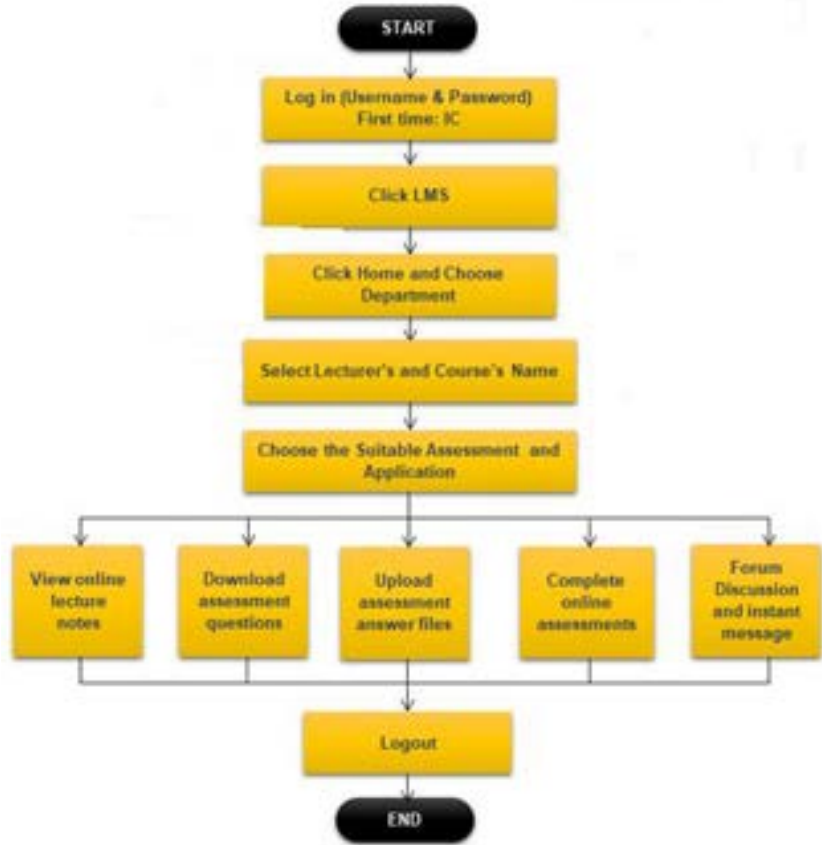 START
Log in (Username & Password)
First time: IC
Click LMS
Click Home and Choose
Department
Select Lecturer's and Course's Name
Choose the Suitable Assessment and
Application
View online
lecture
notes
Download
assessment
questions
Upload
assessment
answer files
Complete
online
assessments
Forum
Discussion
and instant
message
Logout
END